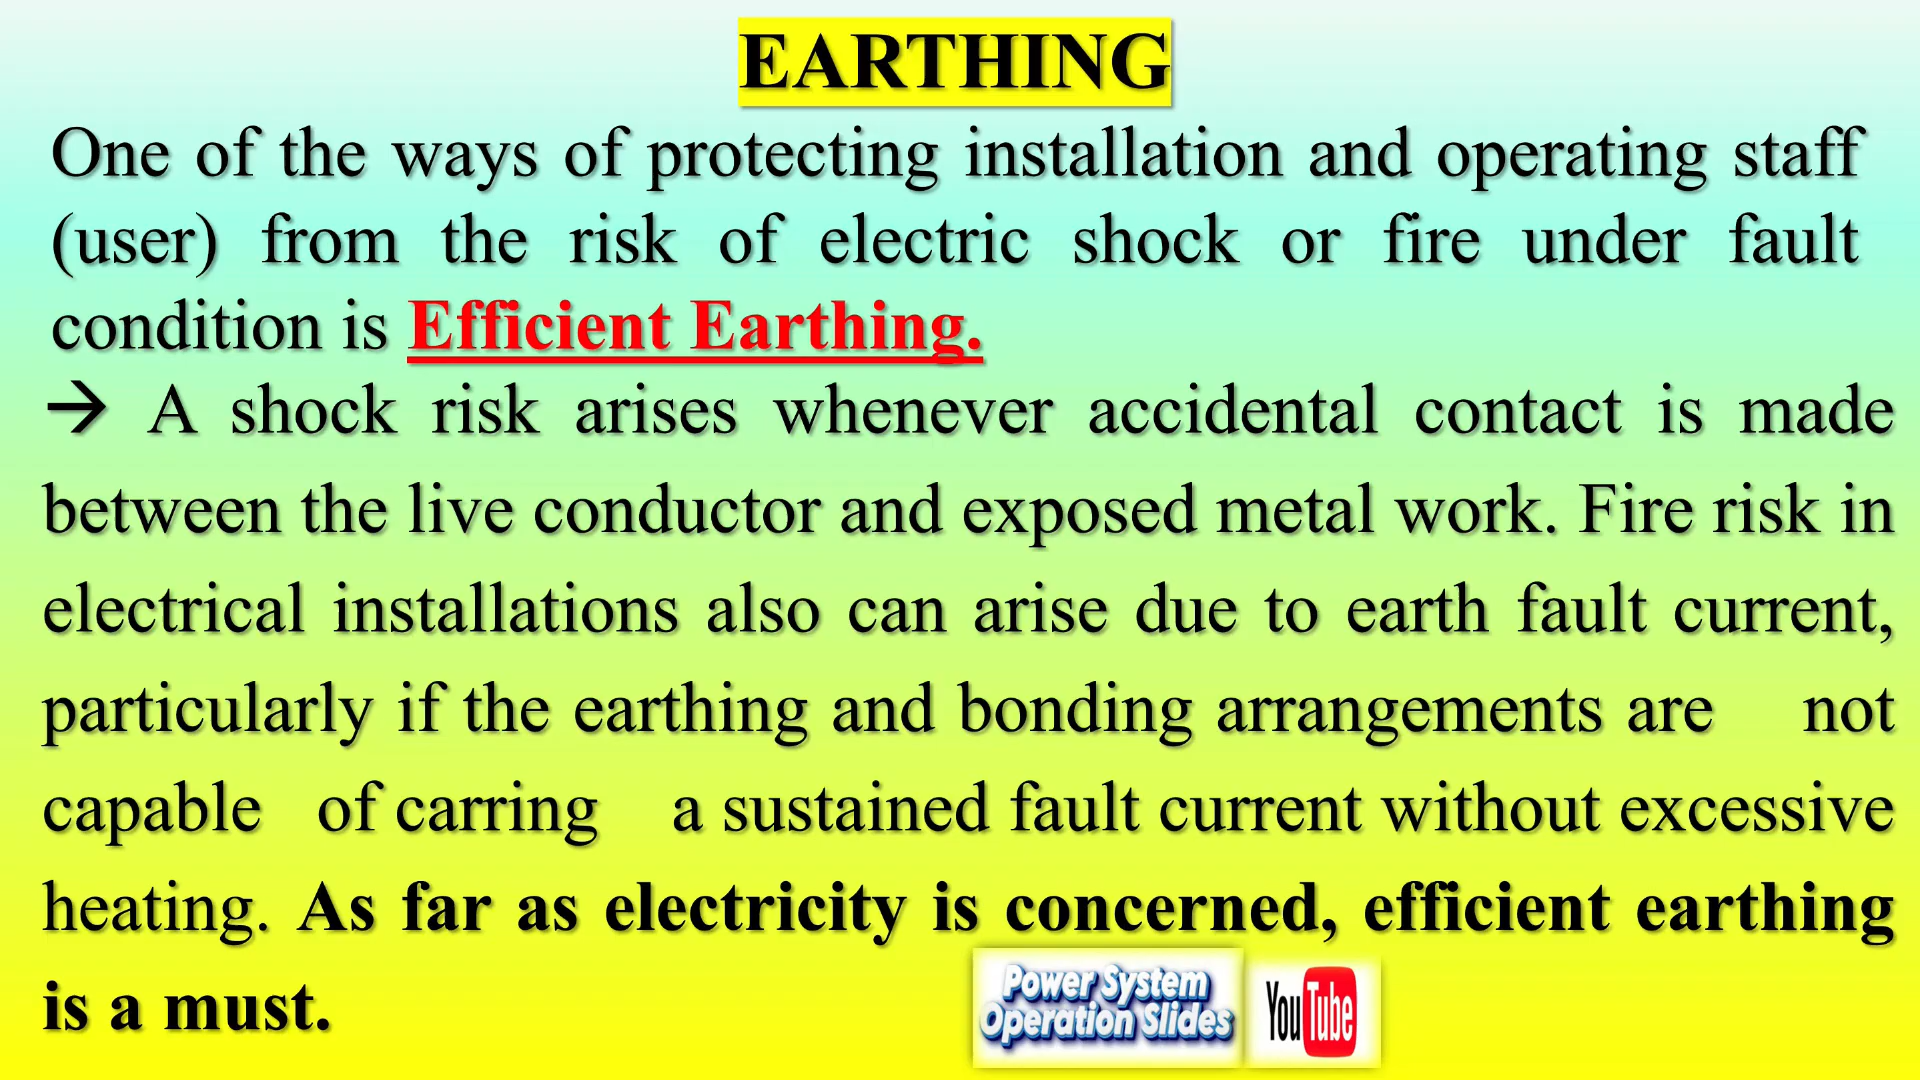 EARTHING
One of the ways of protecting installation and operating staff
(user) from the risk of electric shock or fire under fault
condition is Efficient Earthing.
→ A shock risk arises whenever accidental contact is made
between the live conductor and exposed metal work. Fire risk in
electrical installations also can arise due to earth fault current,
particularly if the earthing and bonding arrangements are not
capable of carring a sustained fault current without excessive
heating. As far as electricity is concerned, efficient earthing
is a must.
Power System
Operation Slides
YouTube